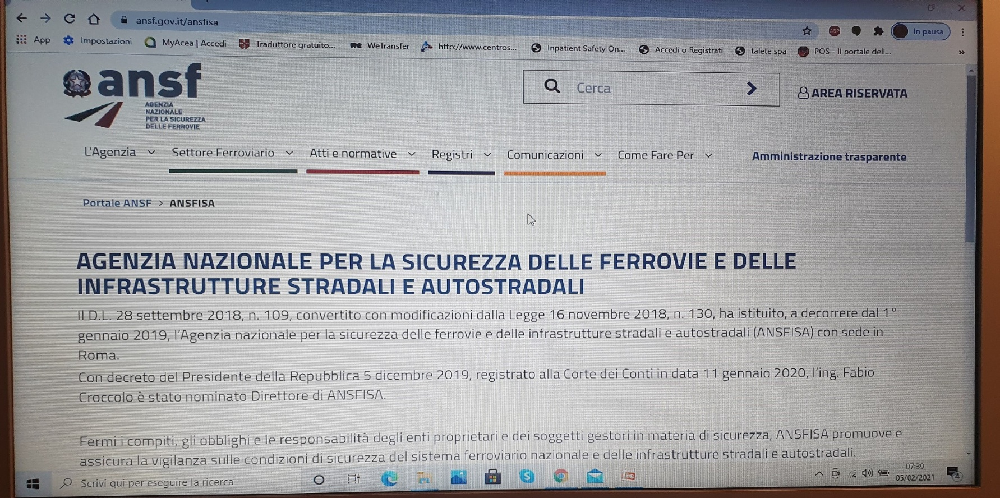 ansf.gov.it/ansfisa
In pausa
App
Impostazioni
MyAcea | Accedi
Traduttore gratuito...
we WeTransfer
http://www.centros...
Inpatient Safety On...
Accedi o Registrati
talete spa
POS - Il portale dell...
»
ansf
AGENZIA
NAZIONALE
PER LA SICUREZZA
DELLE FERROVIE
Cerca
AREA RISERVATA
L'Agenzia
Settore Ferroviario
Atti e normative
Registri
Comunicazioni
Come Fare Per
Amministrazione trasparente
Portale ANSF > ANSFISA
AGENZIA NAZIONALE PER LA SICUREZZA DELLE FERROVIE E DELLE
INFRASTRUTTURE STRADALI E AUTOSTRADALI
Il D.L. 28 settembre 2018, n. 109, convertito con modificazioni dalla Legge 16 novembre 2018, n. 130, ha istituito, a decorrere dal 1°
gennaio 2019, l'Agenzia nazionale per la sicurezza delle ferrovie e delle infrastrutture stradali e autostradali (ANSFISA) con sede in
Roma.
Con decreto del Presidente della Repubblica 5 dicembre 2019, registrato alla Corte dei Conti in data 11 gennaio 2020, l'ing. Fabio
Croccolo è stato nominato Direttore di ANSFISA.
Fermi i compiti, gli obblighi e le responsabilità degli enti proprietari e dei soggetti gestori in materia di sicurezza, ANSFISA promuove e
assicura la vigilanza sulle condizioni di sicurezza del sistema ferroviario nazionale e delle infrastrutture stradali e autostradali.
Scrivi qui per eseguire la ricerca
07:39
05/02/2021
4